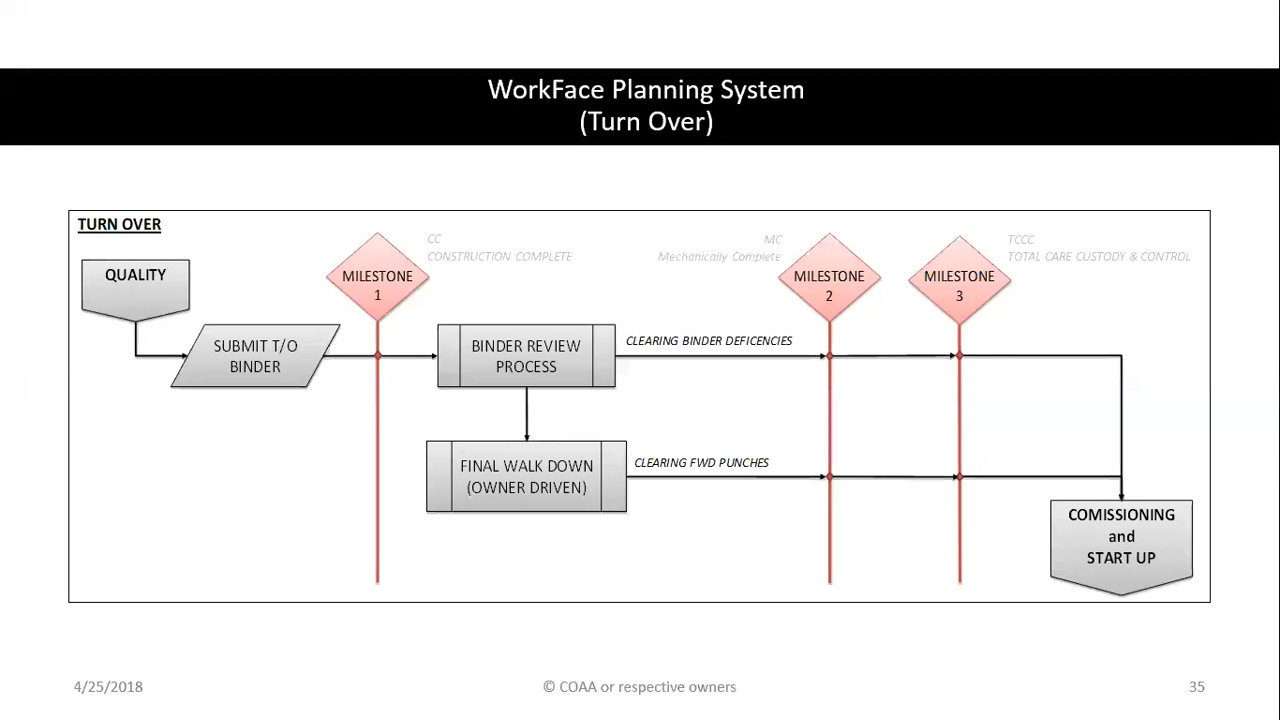 WorkFace Planning System
(Turn Over)
TURN OVER
QUALITY
SUBMIT T/O
BINDER
MILESTONE
1
CC
CONSTRUCTION COMPLETE
BINDER REVIEW
PROCESS
CLEARING BINDER DEFICENCIES
FINAL WALK DOWN
(OWNER DRIVEN)
CLEARING FWD PUNCHES
MC
Mechanically Complete
MILESTONE
2
MILESTONE
3
TCCC
TOTAL CARE CUSTODY & CONTROL
COMISSIONING
and
START UP
4/25/2018
© COAA or respective owners
35